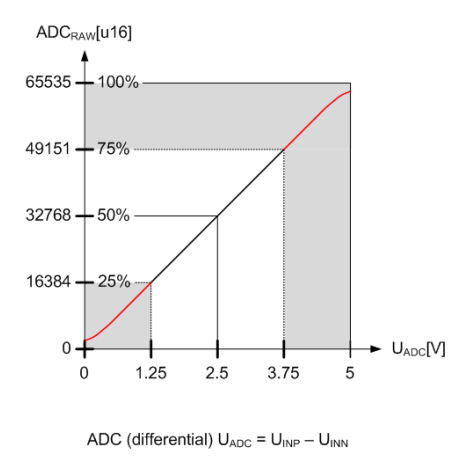 ADC_RAW[u16]
65535 100%
49151 75%
32768 50%
16384 25%
0
0 1.25 2.5 3.75 5
U_ADC[V]
ADC (differential) U_ADC = U_INP – U_INN